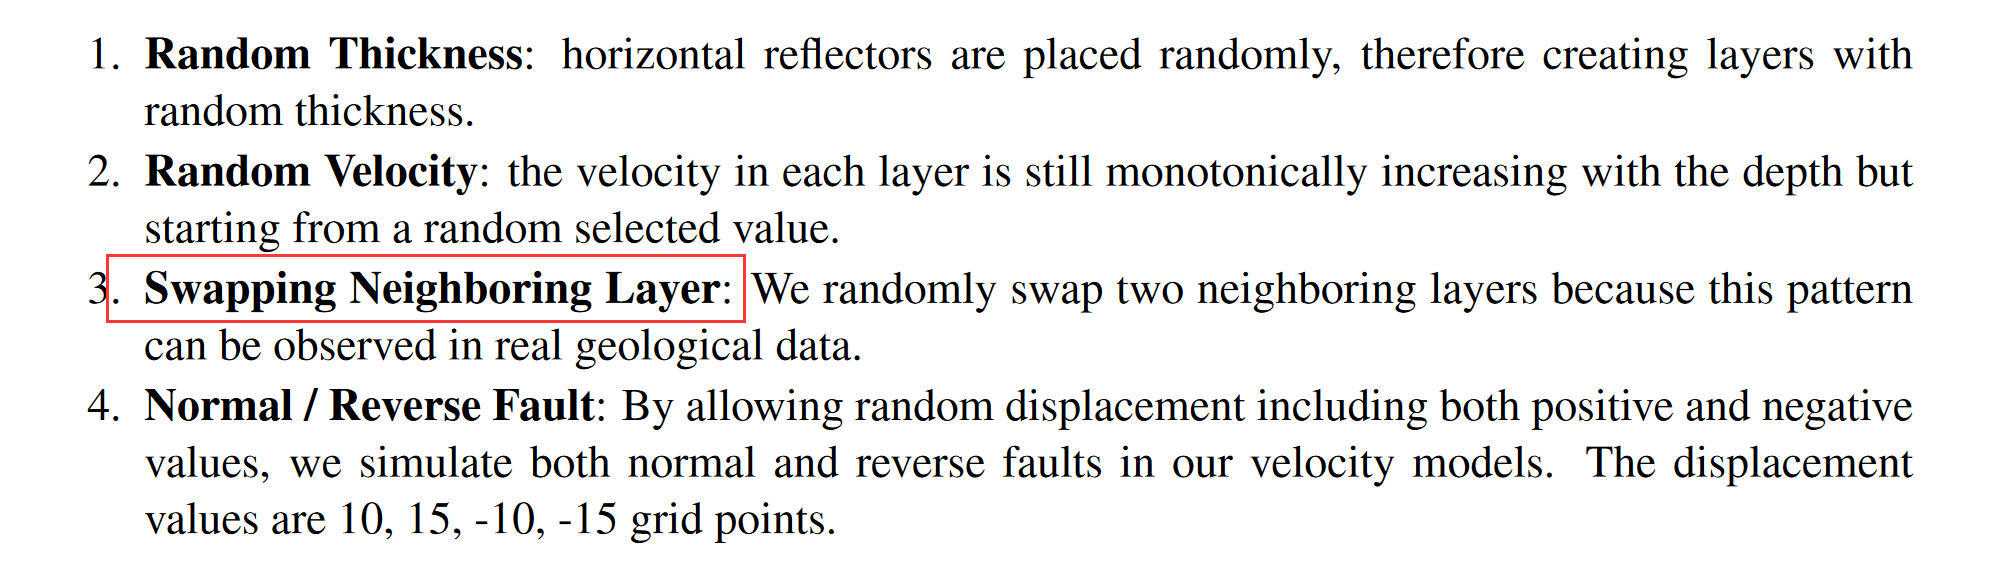 1. Random Thickness: horizontal reflectors are placed randomly, therefore creating layers with
random thickness.
2. Random Velocity: the velocity in each layer is still monotonically increasing with the depth but
starting from a random selected value.
3. Swapping Neighboring Layer: We randomly swap two neighboring layers because this pattern
can be observed in real geological data.
4. Normal / Reverse Fault: By allowing random displacement including both positive and negative
values, we simulate both normal and reverse faults in our velocity models. The displacement
values are 10, 15, -10, -15 grid points.